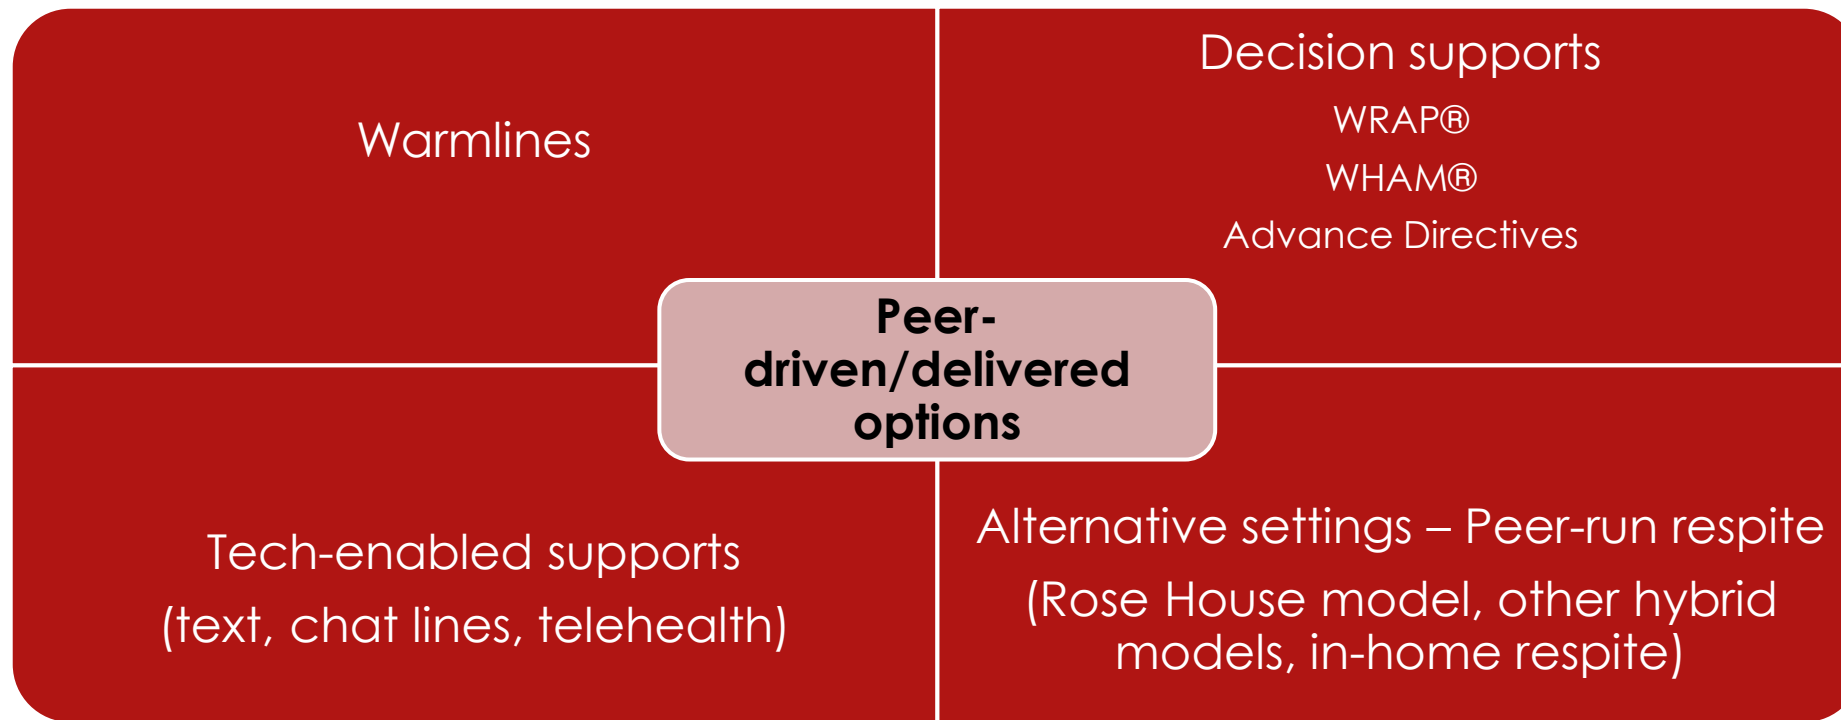 Warmlines
Decision supports
WRAP®
WHAM®
Advance Directives
Peer-
driven/delivered
options
Tech-enabled supports
(text, chat lines, telehealth)
Alternative settings – Peer-run respite
(Rose House model, other hybrid
models, in-home respite)